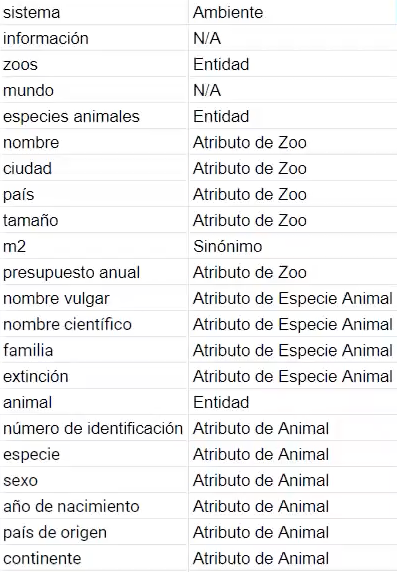 sistema Ambiente
información N/A
zoos Entidad
mundo N/A
especies animales Entidad
nombre Atributo de Zoo
ciudad Atributo de Zoo
país Atributo de Zoo
tamaño Atributo de Zoo
m2 Sinónimo
presupuesto anual Atributo de Zoo
nombre vulgar Atributo de Especie Animal
nombre científico Atributo de Especie Animal
familia Atributo de Especie Animal
extinción Atributo de Especie Animal
animal Entidad
número de identificación Atributo de Animal
especie Atributo de Animal
sexo Atributo de Animal
año de nacimiento Atributo de Animal
país de origen Atributo de Animal
continente Atributo de Animal